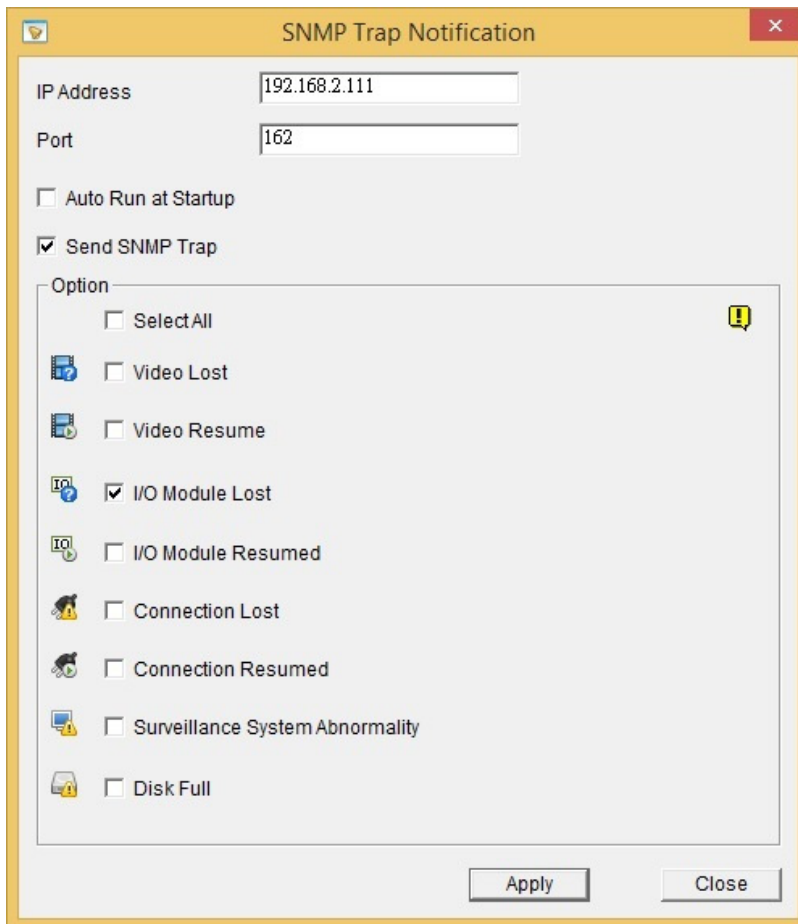 SNMP Trap Notification
IP Address 192.168.2.111
Port 162
Auto Run at Startup
Send SNMP Trap
Option
Select All
Video Lost
Video Resume
I/O Module Lost
I/O Module Resumed
Connection Lost
Connection Resumed
Surveillance System Abnormality
Disk Full
Apply Close